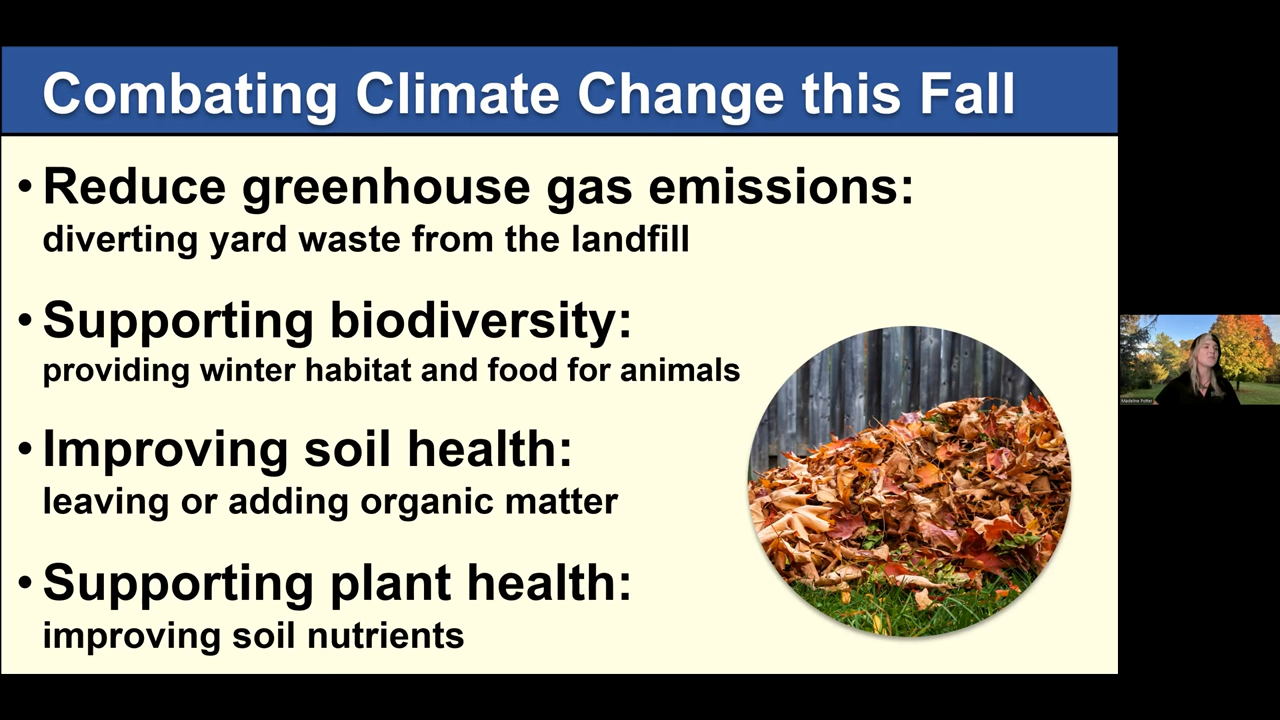 Combating Climate Change this Fall
• Reduce greenhouse gas emissions:
diverting yard waste from the landfill
• Supporting biodiversity:
providing winter habitat and food for animals
• Improving soil health:
leaving or adding organic matter
• Supporting plant health:
improving soil nutrients
Madeline Potter